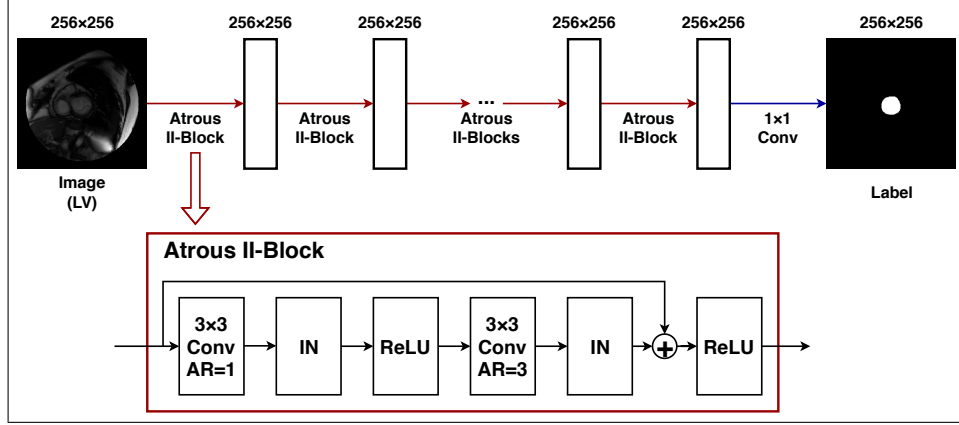 256×256
256×256
256×256
256×256
256×256
256×256
Atrous
II-Block
Atrous
II-Block
...
Atrous
II-Blocks
Atrous
II-Block
1×1
Conv
Image
(LV)
Label
Atrous II-Block
3×3
Conv
AR=1
IN
ReLU
3×3
Conv
AR=3
IN
+
ReLU